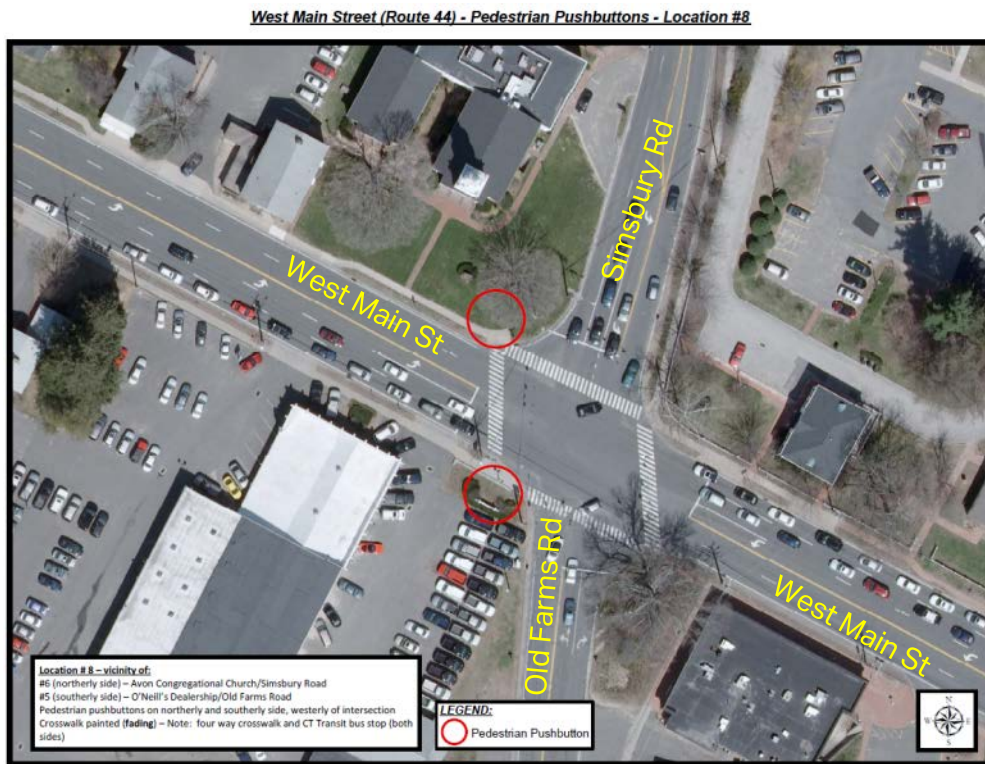 West Main Street (Route 44) - Pedestrian Pushbuttons - Location #8
Simsbury Rd
West Main St
Old Farms Rd
West Main St
Location # 8 – vicinity of:
#6 (northerly side) – Avon Congregational Church/Simsbury Road
#5 (southerly side) – O'Neill's Dealership/Old Farms Road
Pedestrian pushbuttons on northerly and southerly side, westerly of intersection
Crosswalk painted (fading) – Note: four way crosswalk and CT Transit bus stop (both
sides)
LEGEND:
Pedestrian Pushbutton
N
W
E
S